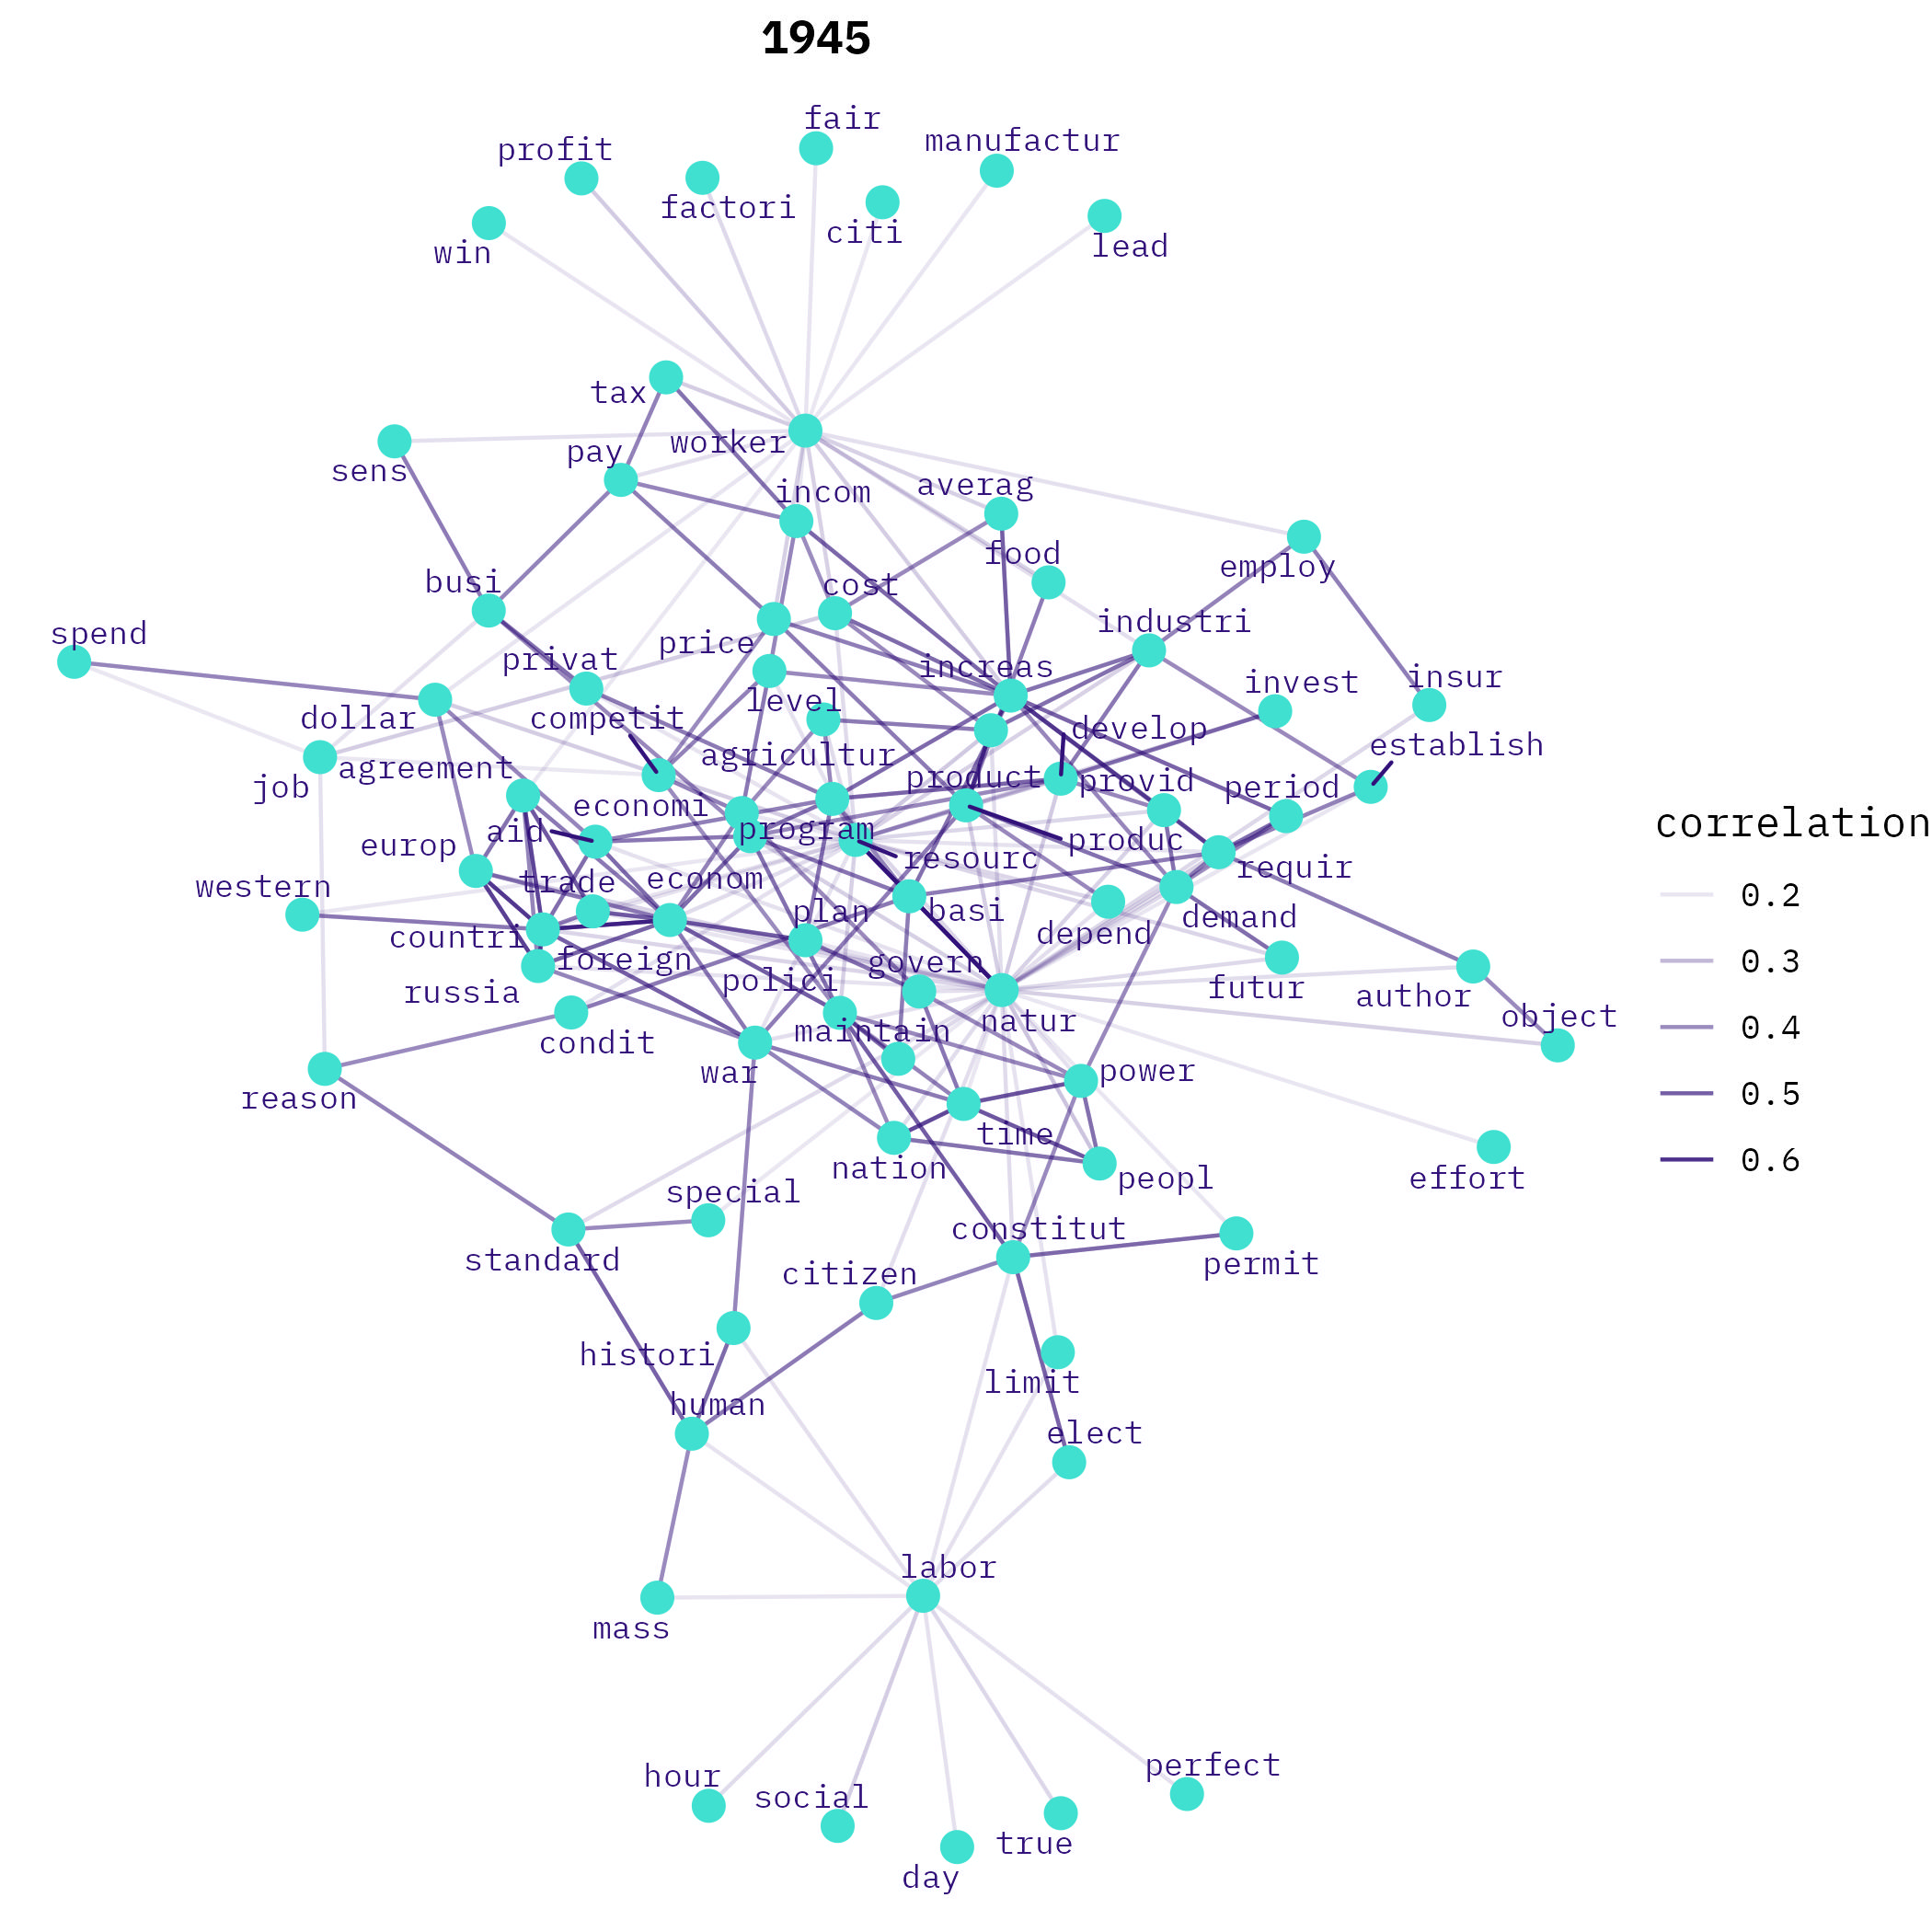 1945
fair
manufactur
profit
factori
citi
lead
win
tax
worker
pay
sens
incom
averag
food
employ
busi
cost
industri
spend
price
privat
increas
invest
insur
level
dollar
competit
develop
establish
agricultur
agreement
product
provid
period
job
economi
aid
program
produc
europ
resourc
requir
western
trade
econom
plan
basi
demand
countri
depend
foreign
govern
polici
futur
russia
author
object
natur
maintain
condit
war
power
reason
time
nation
peopl
effort
special
constitut
standard
permit
citizen
histori
limit
human
elect
labor
mass
perfect
hour
social
true
day
correlation
0.2
0.3
0.4
0.5
0.6